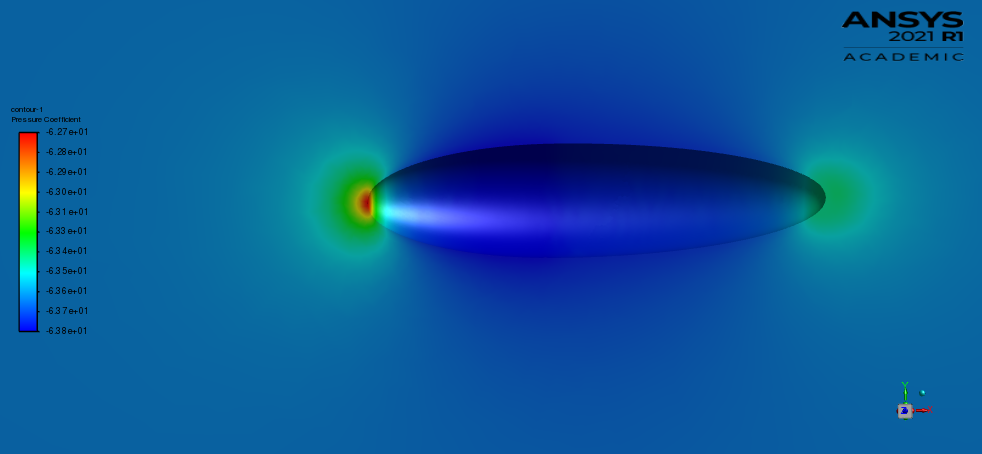 ANSYS
2021 R1
ACADEMIC
contour-1
Pressure Coefficient
-6.27e+01
-6.28e+01
-6.29e+01
-6.30e+01
-6.31e+01
-6.33e+01
-6.34e+01
-6.35e+01
-6.36e+01
-6.37e+01
-6.38e+01
Y
Z
X